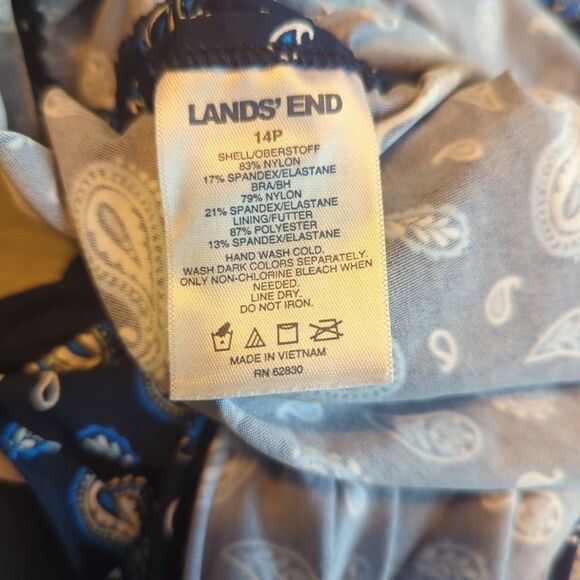 LANDS' END
14P
SHELL/OBERSTOFF
83% NYLON
17% SPANDEX/ELASTANE
BRA/BH
79% NYLON
21% SPANDEX/ELASTANE
LINING/FUTTER
87% POLYESTER
13% SPANDEX/ELASTANE
HAND WASH COLD.
WASH DARK COLORS SEPARATELY.
ONLY NON-CHLORINE BLEACH WHEN
NEEDED.
LINE DRY.
DO NOT IRON.
MADE IN VIETNAM
RN 62830